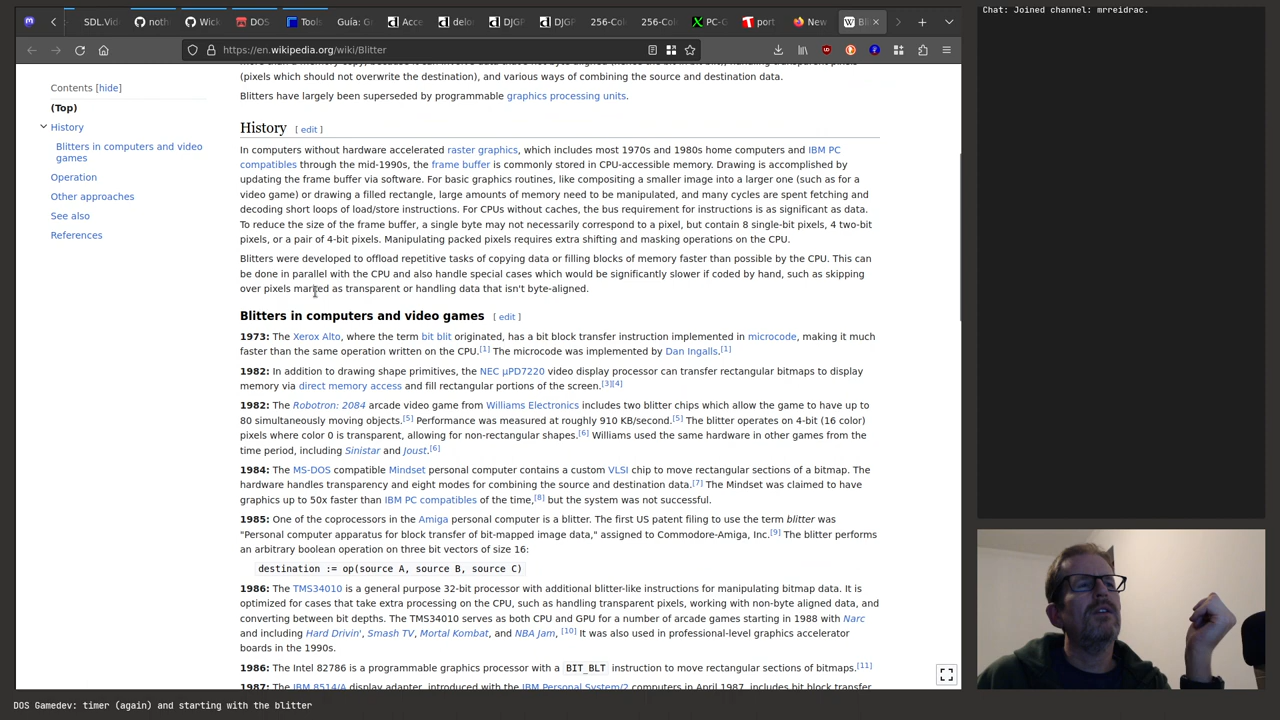 SDL.Vid
noth
Wick
DOS
Tools
Guía: G
Acce
delo
DJGP
DJGP
256-Col
256-Col
PC-G
port
New
Bli
https://en.wikipedia.org/wiki/Blitter
Chat: Joined channel: mrreidrac.
Contents [hide]
(Top)
History
Blitters in computers and video
games
Operation
Other approaches
See also
References
(pixels which should not overwrite the destination), and various ways of combining the source and destination data.
Blitters have largely been superseded by programmable graphics processing units.
History [ edit ]
In computers without hardware accelerated raster graphics, which includes most 1970s and 1980s home computers and IBM PC
compatibles through the mid-1990s, the frame buffer is commonly stored in CPU-accessible memory. Drawing is accomplished by
updating the frame buffer via software. For basic graphics routines, like compositing a smaller image into a larger one (such as for a
video game) or drawing a filled rectangle, large amounts of memory need to be manipulated, and many cycles are spent fetching and
decoding short loops of load/store instructions. For CPUs without caches, the bus requirement for instructions is as significant as data.
To reduce the size of the frame buffer, a single byte may not necessarily correspond to a pixel, but contain 8 single-bit pixels, 4 two-bit
pixels, or a pair of 4-bit pixels. Manipulating packed pixels requires extra shifting and masking operations on the CPU.
Blitters were developed to offload repetitive tasks of copying data or filling blocks of memory faster than possible by the CPU. This can
be done in parallel with the CPU and also handle special cases which would be significantly slower if coded by hand, such as skipping
over pixels marked as transparent or handling data that isn't byte-aligned.
Blitters in computers and video games [ edit ]
1973: The Xerox Alto, where the term bit blit originated, has a bit block transfer instruction implemented in microcode, making it much
faster than the same operation written on the CPU.[1] The microcode was implemented by Dan Ingalls.[1]
1982: In addition to drawing shape primitives, the NEC μPD7220 video display processor can transfer rectangular bitmaps to display
memory via direct memory access and fill rectangular portions of the screen.[3][4]
1982: The Robotron: 2084 arcade video game from Williams Electronics includes two blitter chips which allow the game to have up to
80 simultaneously moving objects.[5] Performance was measured at roughly 910 KB/second.[5] The blitter operates on 4-bit (16 color)
pixels where color 0 is transparent, allowing for non-rectangular shapes.[6] Williams used the same hardware in other games from the
time period, including Sinistar and Joust.[6]
1984: The MS-DOS compatible Mindset personal computer contains a custom VLSI chip to move rectangular sections of a bitmap. The
hardware handles transparency and eight modes for combining the source and destination data.[7] The Mindset was claimed to have
graphics up to 50x faster than IBM PC compatibles of the time,[8] but the system was not successful.
1985: One of the coprocessors in the Amiga personal computer is a blitter. The first US patent filing to use the term blitter was
"Personal computer apparatus for block transfer of bit-mapped image data," assigned to Commodore-Amiga, Inc.[9] The blitter performs
an arbitrary boolean operation on three bit vectors of size 16:
destination := op(source A, source B, source C)
1986: The TMS34010 is a general purpose 32-bit processor with additional blitter-like instructions for manipulating bitmap data. It is
optimized for cases that take extra processing on the CPU, such as handling transparent pixels, working with non-byte aligned data, and
converting between bit depths. The TMS34010 serves as both CPU and GPU for a number of arcade games starting in 1988 with Narc
and including Hard Drivin', Smash TV, Mortal Kombat, and NBA Jam, [10] It was also used in professional-level graphics accelerator
boards in the 1990s.
1986: The Intel 82786 is a programmable graphics processor with a BIT_BLT instruction to move rectangular sections of bitmaps.[11]
1987: The IBM 8514/A display adapter, introduced with the IBM Personal System/2 computers in April 1987, includes bit block transfer
DOS Gamedev: timer (again) and starting with the blitter